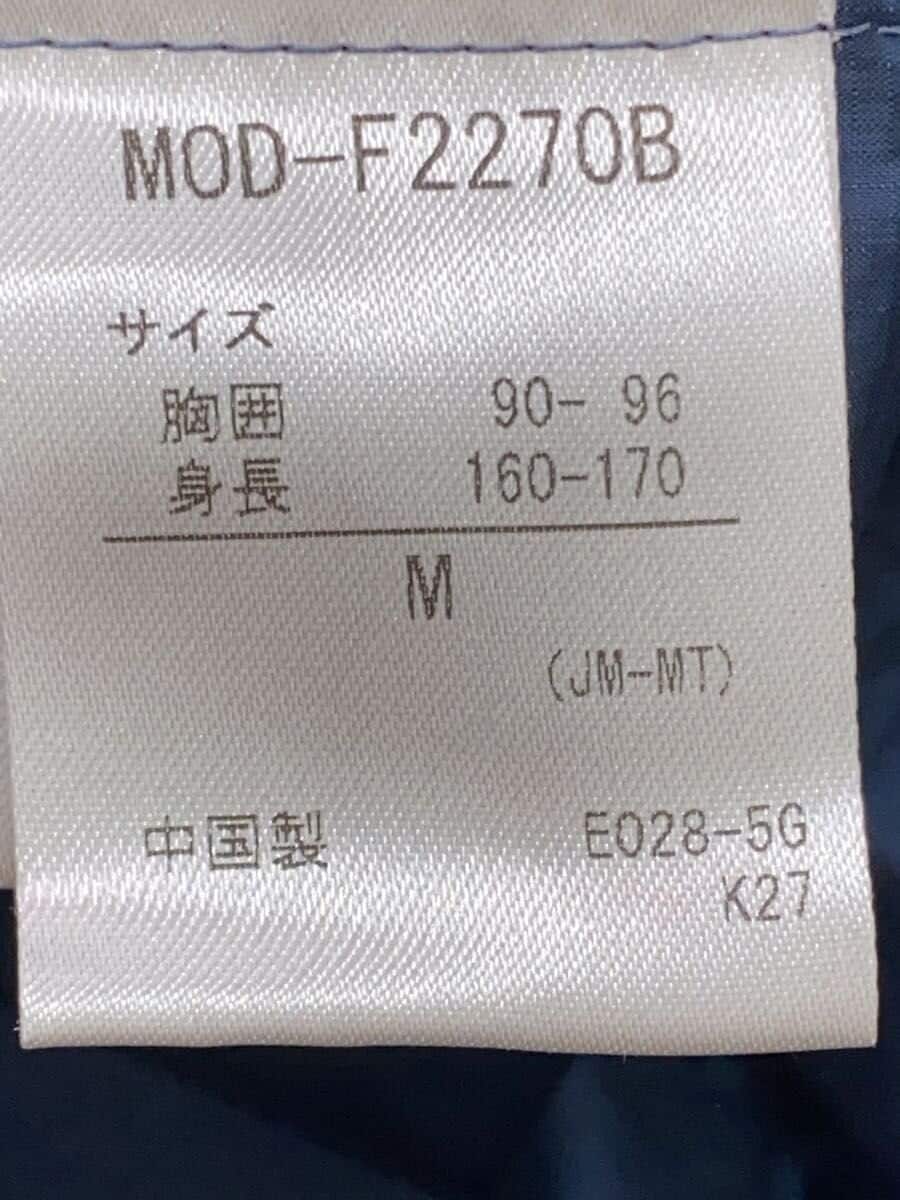 MOD-F2270B
サイズ
胸囲 90- 96
身長 160-170
M
(JM-MT)
中国製 E028-5G
K27